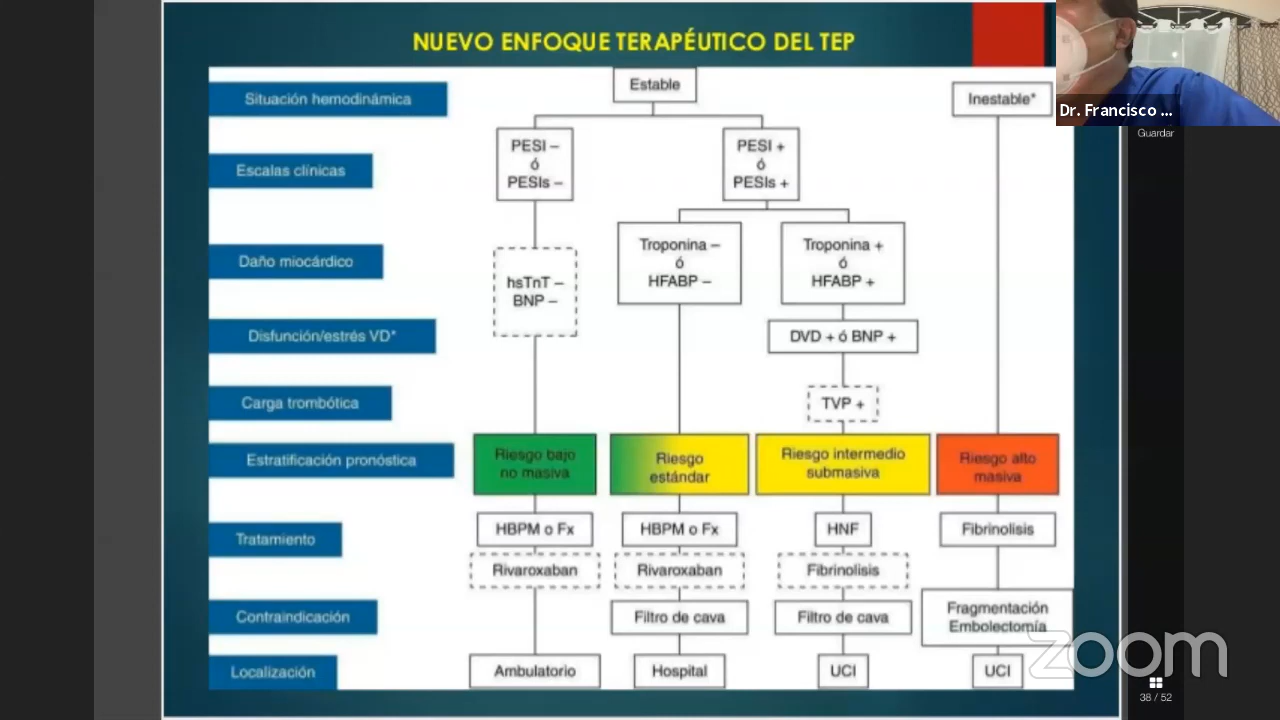 NUEVO ENFOQUE TERAPÉUTICO DEL TEP
Situación hemodinámica
Estable
Inestable*
Dr. Francisco ...
Guardar
Escalas clínicas
PESI –
ó
PESIs –
PESI +
ó
PESIs +
Daño miocárdico
hsTnT –
BNP –
Troponina –
ó
HFABP –
Troponina +
ó
HFABP +
Disfunción/estrés VD*
DVD + ó BNP +
Carga trombótica
TVP +
Estratificación pronóstica
Riesgo bajo
no masiva
Riesgo
estándar
Riesgo intermedio
submasiva
Riesgo alto
masiva
Tratamiento
HBPM o Fx
HBPM o Fx
HNF
Fibrinolisis
Rivaroxaban
Rivaroxaban
Fibrinolisis
Contraindicación
Filtro de cava
Filtro de cava
Fragmentación
Embolectomía
Localización
Ambulatorio
Hospital
UCI
UCI
zoom
38 / 52